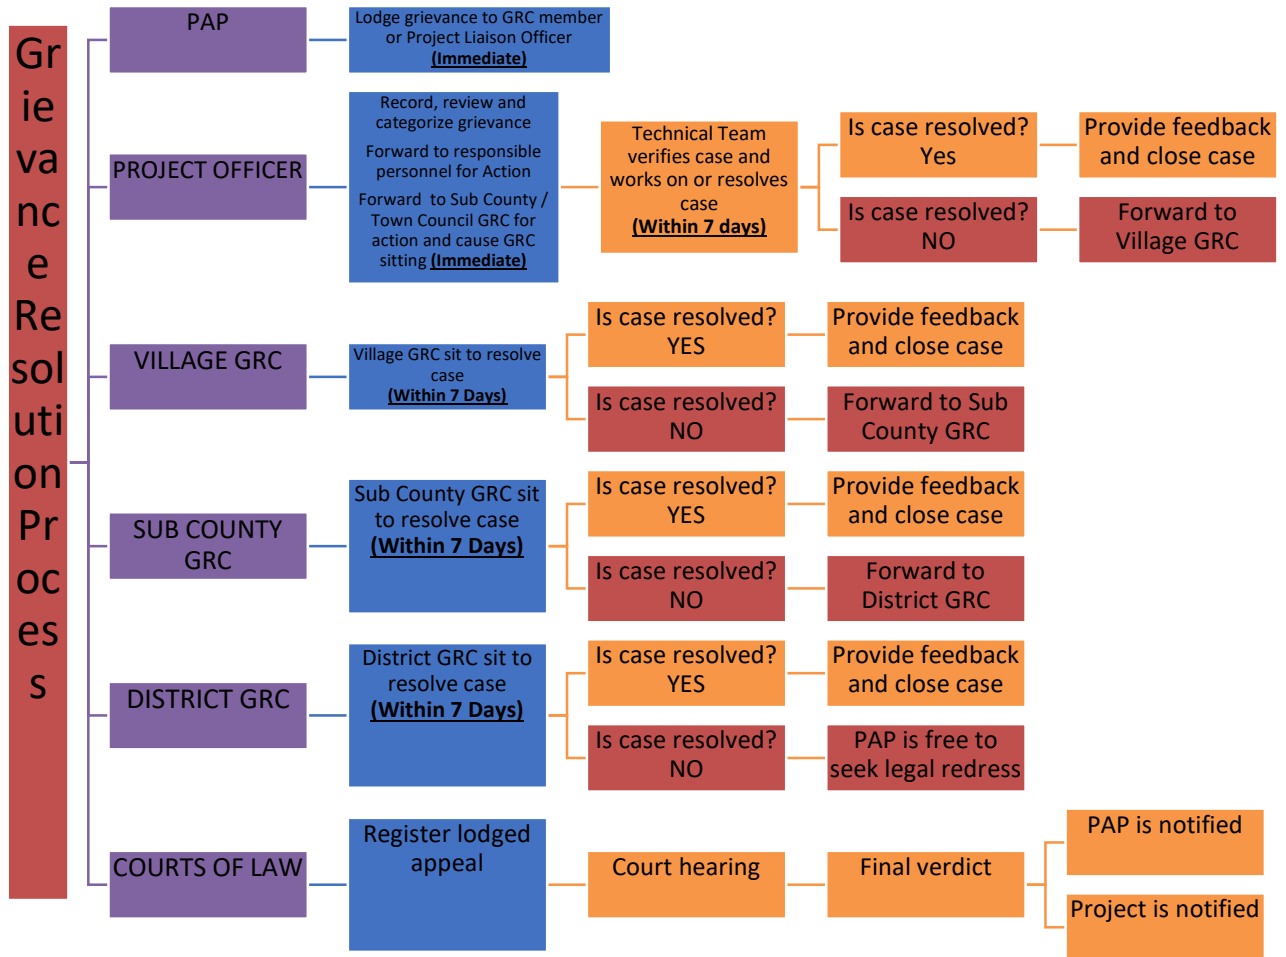 Gr
ie
va
nc
e
Re
sol
uti
on
Pr
oc
es
s
PAP
Lodge grievance to GRC member
or Project Liaison Officer
(Immediate)
PROJECT OFFICER
Record, review and
categorize grievance
Forward to responsible
personnel for Action
Forward to Sub County /
Town Council GRC for
action and cause GRC
sitting (Immediate)
Technical Team
verifies case and
works on or resolves
case
(Within 7 days)
Is case resolved?
Yes
Provide feedback
and close case
Is case resolved?
NO
Forward to
Village GRC
VILLAGE GRC
Village GRC sit to resolve
case
(Within 7 Days)
Is case resolved?
YES
Provide feedback
and close case
Is case resolved?
NO
Forward to Sub
County GRC
SUB COUNTY
GRC
Sub County GRC sit
to resolve case
(Within 7 Days)
Is case resolved?
YES
Provide feedback
and close case
Is case resolved?
NO
Forward to
District GRC
DISTRICT GRC
District GRC sit to
resolve case
(Within 7 Days)
Is case resolved?
YES
Provide feedback
and close case
Is case resolved?
NO
PAP is free to
seek legal redress
COURTS OF LAW
Register lodged
appeal
Court hearing
Final verdict
PAP is notified
Project is notified